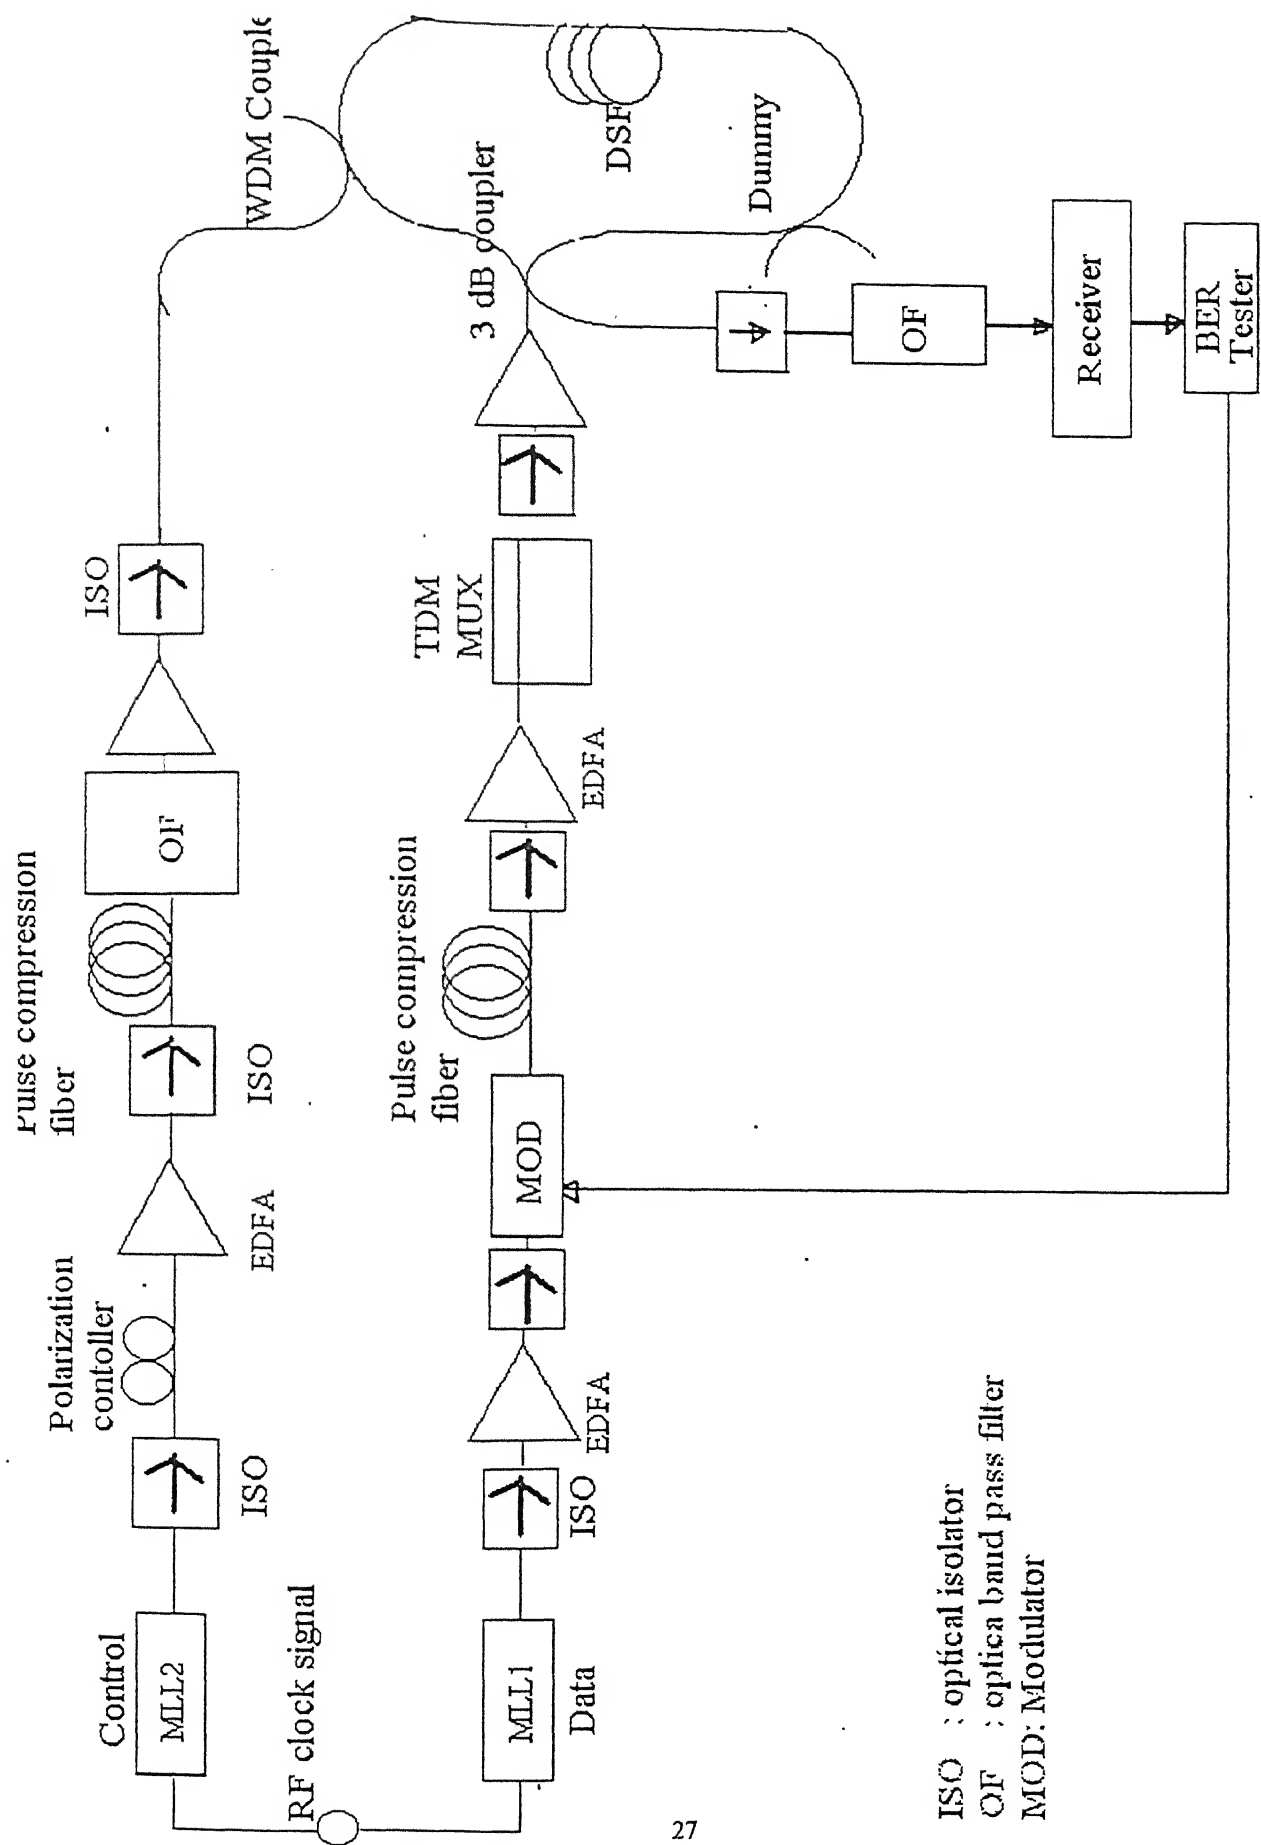 Control
MLL2
ISO
Polarization
contoller
EDFA
ISO
Pulse compression
fiber
OF
ISO
WDM Couple
RF clock signal
MLL1
Data
ISO
EDFA
MOD
Pulse compression
fiber
EDFA
TDM
MUX
3 dB coupler
DSF
Dummy
OF
Receiver
BER
Tester
ISO : optical isolator
OF : optica band pass filter
MOD: Modulator
27